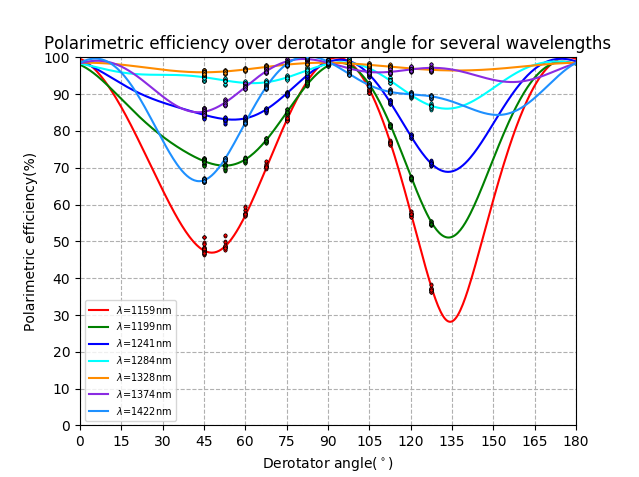 Polarimetric efficiency over derotator angle for several wavelengths
Polarimetric efficiency(%)
100
90
80
70
60
50
40
30
20
10
0
λ=1159nm
λ=1199nm
λ=1241nm
λ=1284nm
λ=1328nm
λ=1374nm
λ=1422nm
0 15 30 45 60 75 90 105 120 135 150 165 180
Derotator angle(°)